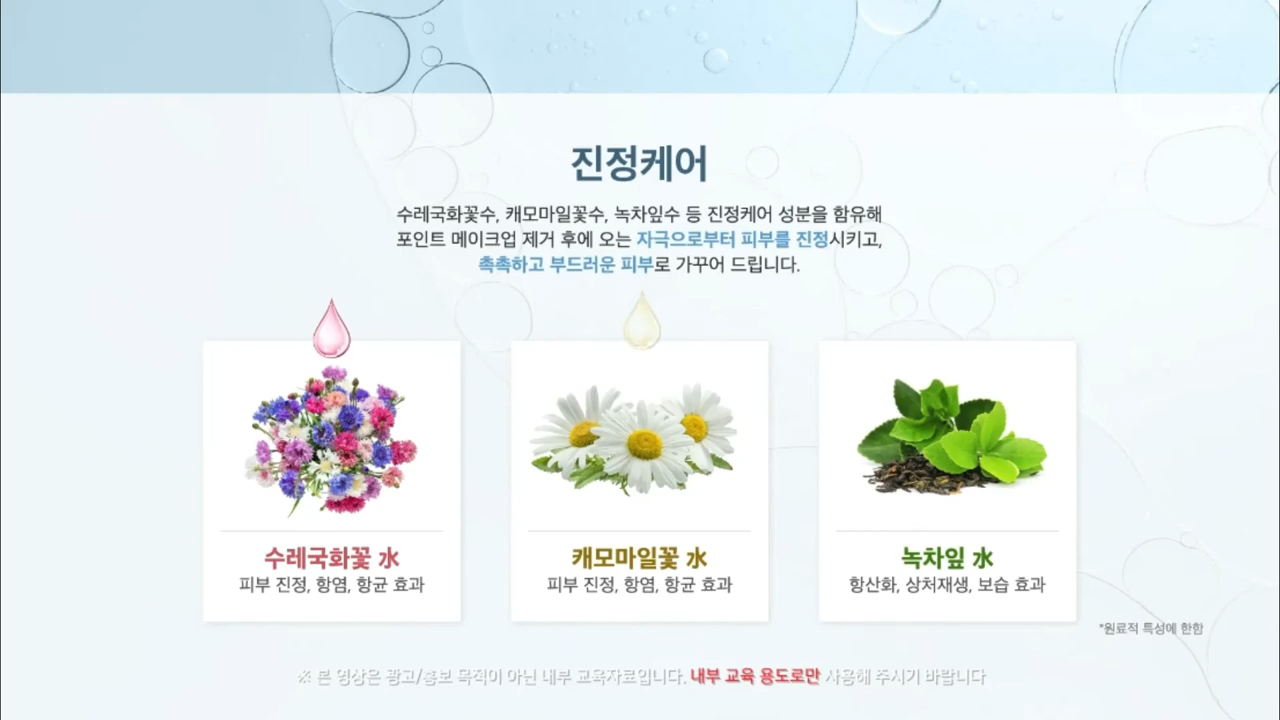 진정케어
수레국화꽃수, 캐모마일꽃수, 녹차잎수 등 진정케어 성분을 함유해
포인트 메이크업 제거 후에 오는 자극으로부터 피부를 진정시키고,
촉촉하고 부드러운 피부로 가꾸어 드립니다.
수레국화꽃 水
피부 진정, 항염, 항균 효과
캐모마일꽃 水
피부 진정, 항염, 항균 효과
녹차잎 水
항산화, 상처재생, 보습 효과
*원료적 특성에 한함
※ 본 영상은 광고/홍보 목적이 아닌 내부 교육자료입니다. 내부 교육 용도로만 사용해 주시기 바랍니다